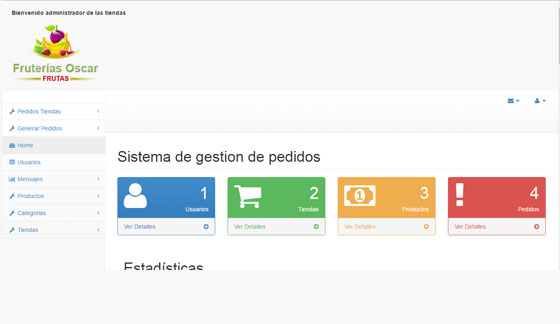 Bienvenido administrador de las tiendas
Fruterias Oscar
FRUTAS
Pedidos Tiendas
Generar Pedidos
Home
Usuarios
Mensajes
Productos
Categorias
Tiendas
Sistema de gestion de pedidos
1
Usuarios
Ver Detalles
2
Tiendas
Ver Detalles
1
3
Productos
Ver Detalles
4
Pedidos
Ver Detalles
Estadísticas